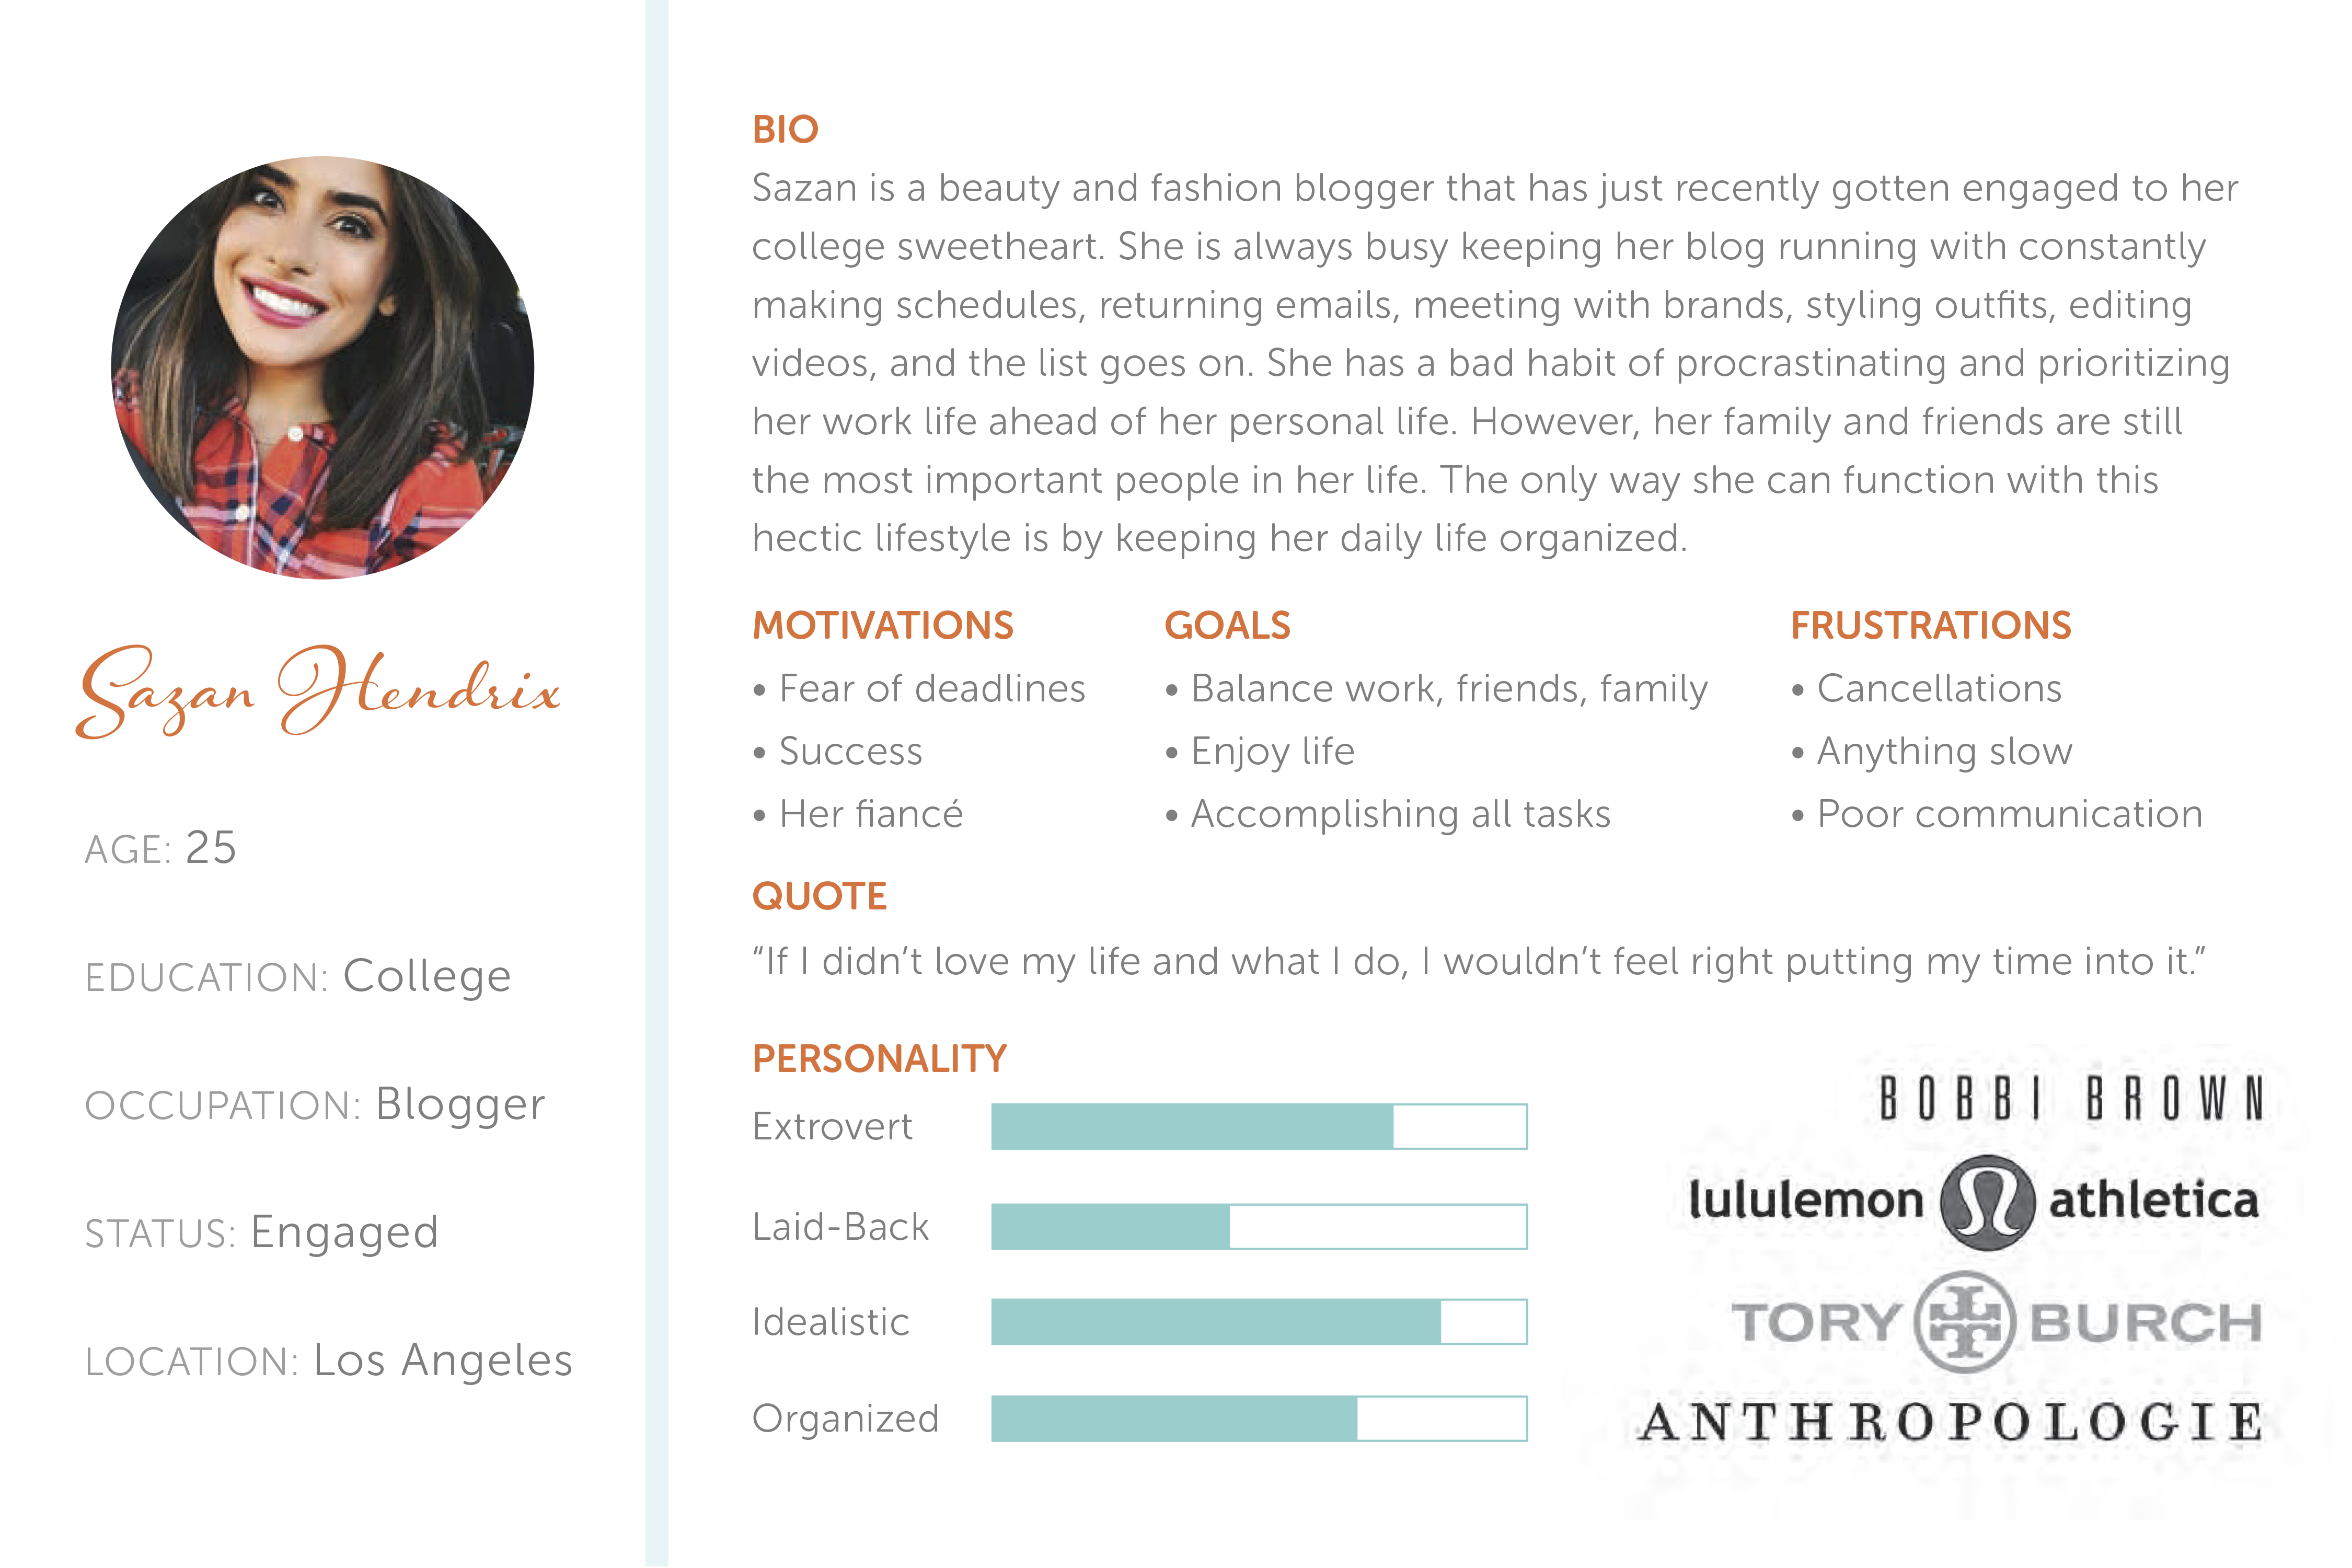 Sazan Hendrix
AGE: 25
EDUCATION: College
OCCUPATION: Blogger
STATUS: Engaged
LOCATION: Los Angeles
BIO
Sazan is a beauty and fashion blogger that has just recently gotten engaged to her
college sweetheart. She is always busy keeping her blog running with constantly
making schedules, returning emails, meeting with brands, styling outfits, editing
videos, and the list goes on. She has a bad habit of procrastinating and prioritizing
her work life ahead of her personal life. However, her family and friends are still
the most important people in her life. The only way she can function with this
hectic lifestyle is by keeping her daily life organized.
MOTIVATIONS
• Fear of deadlines
• Success
• Her fiancé
GOALS
• Balance work, friends, family
• Enjoy life
• Accomplishing all tasks
FRUSTRATIONS
• Cancellations
• Anything slow
• Poor communication
QUOTE
“If I didn’t love my life and what I do, I wouldn’t feel right putting my time into it.”
PERSONALITY
Extrovert
Laid-Back
Idealistic
Organized
BOBBI BROWN
lululemon athletica
TORY BURCH
ANTHROPOLOGIE